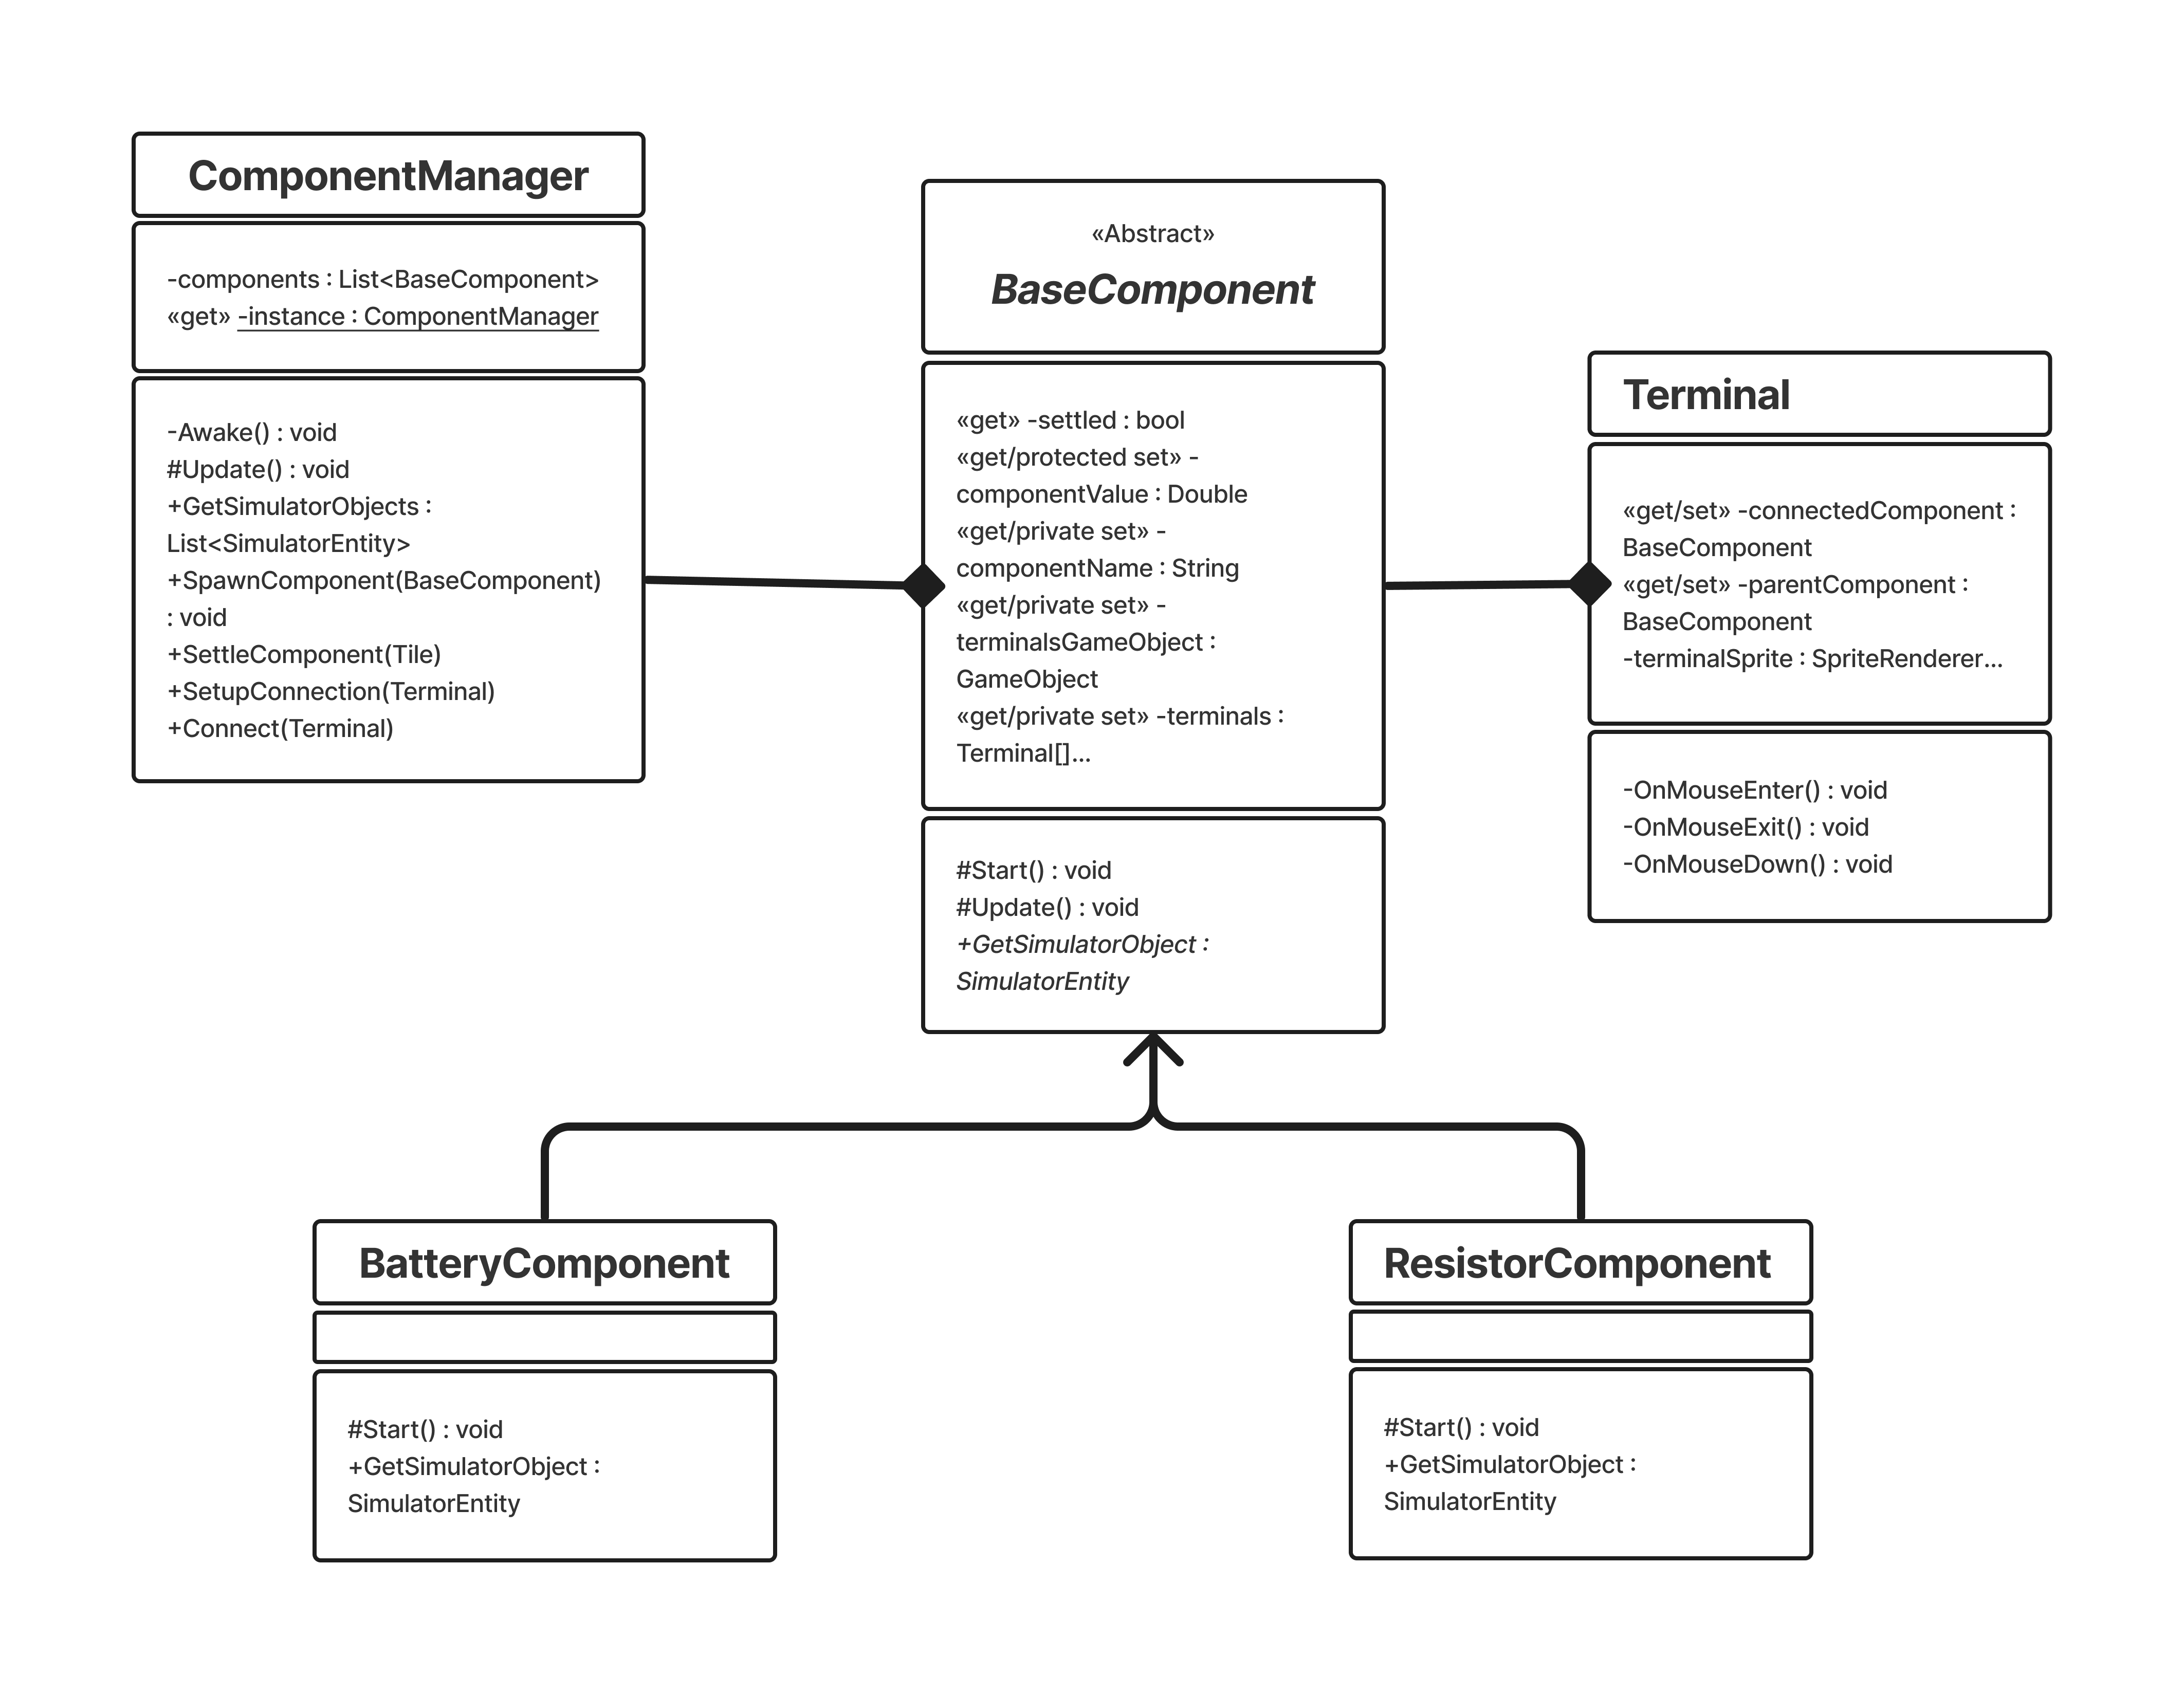 ComponentManager
-components : List<BaseComponent>
«get» -instance : ComponentManager
-Awake() : void
#Update() : void
+GetSimulatorObjects :
List<SimulatorEntity>
+SpawnComponent(BaseComponent)
: void
+SettleComponent(Tile)
+SetupConnection(Terminal)
+Connect(Terminal)
«Abstract»
BaseComponent
«get» -settled : bool
«get/protected set» -
componentValue : Double
«get/private set» -
componentName : String
«get/private set» -
terminalsGameObject :
GameObject
«get/private set» -terminals :
Terminal[]...
#Start() : void
#Update() : void
+GetSimulatorObject :
SimulatorEntity
Terminal
«get/set» -connectedComponent :
BaseComponent
«get/set» -parentComponent :
BaseComponent
-terminalSprite : SpriteRenderer...
-OnMouseEnter() : void
-OnMouseExit() : void
-OnMouseDown() : void
BatteryComponent
#Start() : void
+GetSimulatorObject :
SimulatorEntity
ResistorComponent
#Start() : void
+GetSimulatorObject :
SimulatorEntity